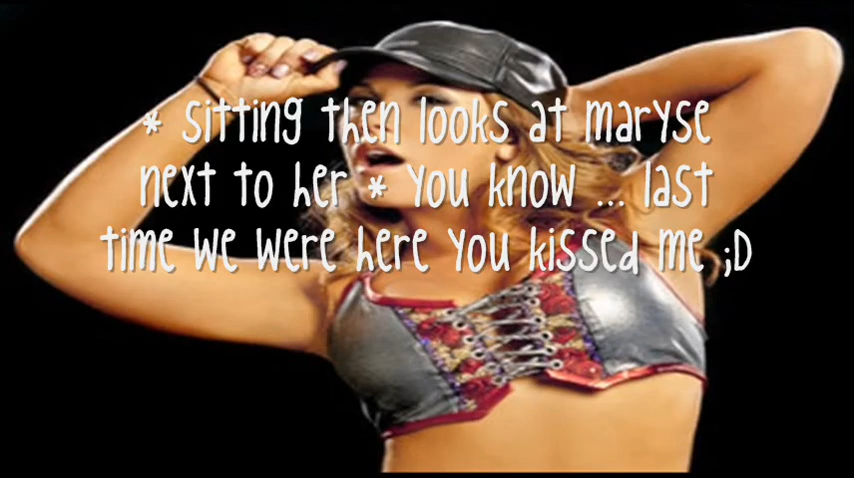 * sitting then looks at maryse
next to her * you know ... last
time we were here you kissed me ;D